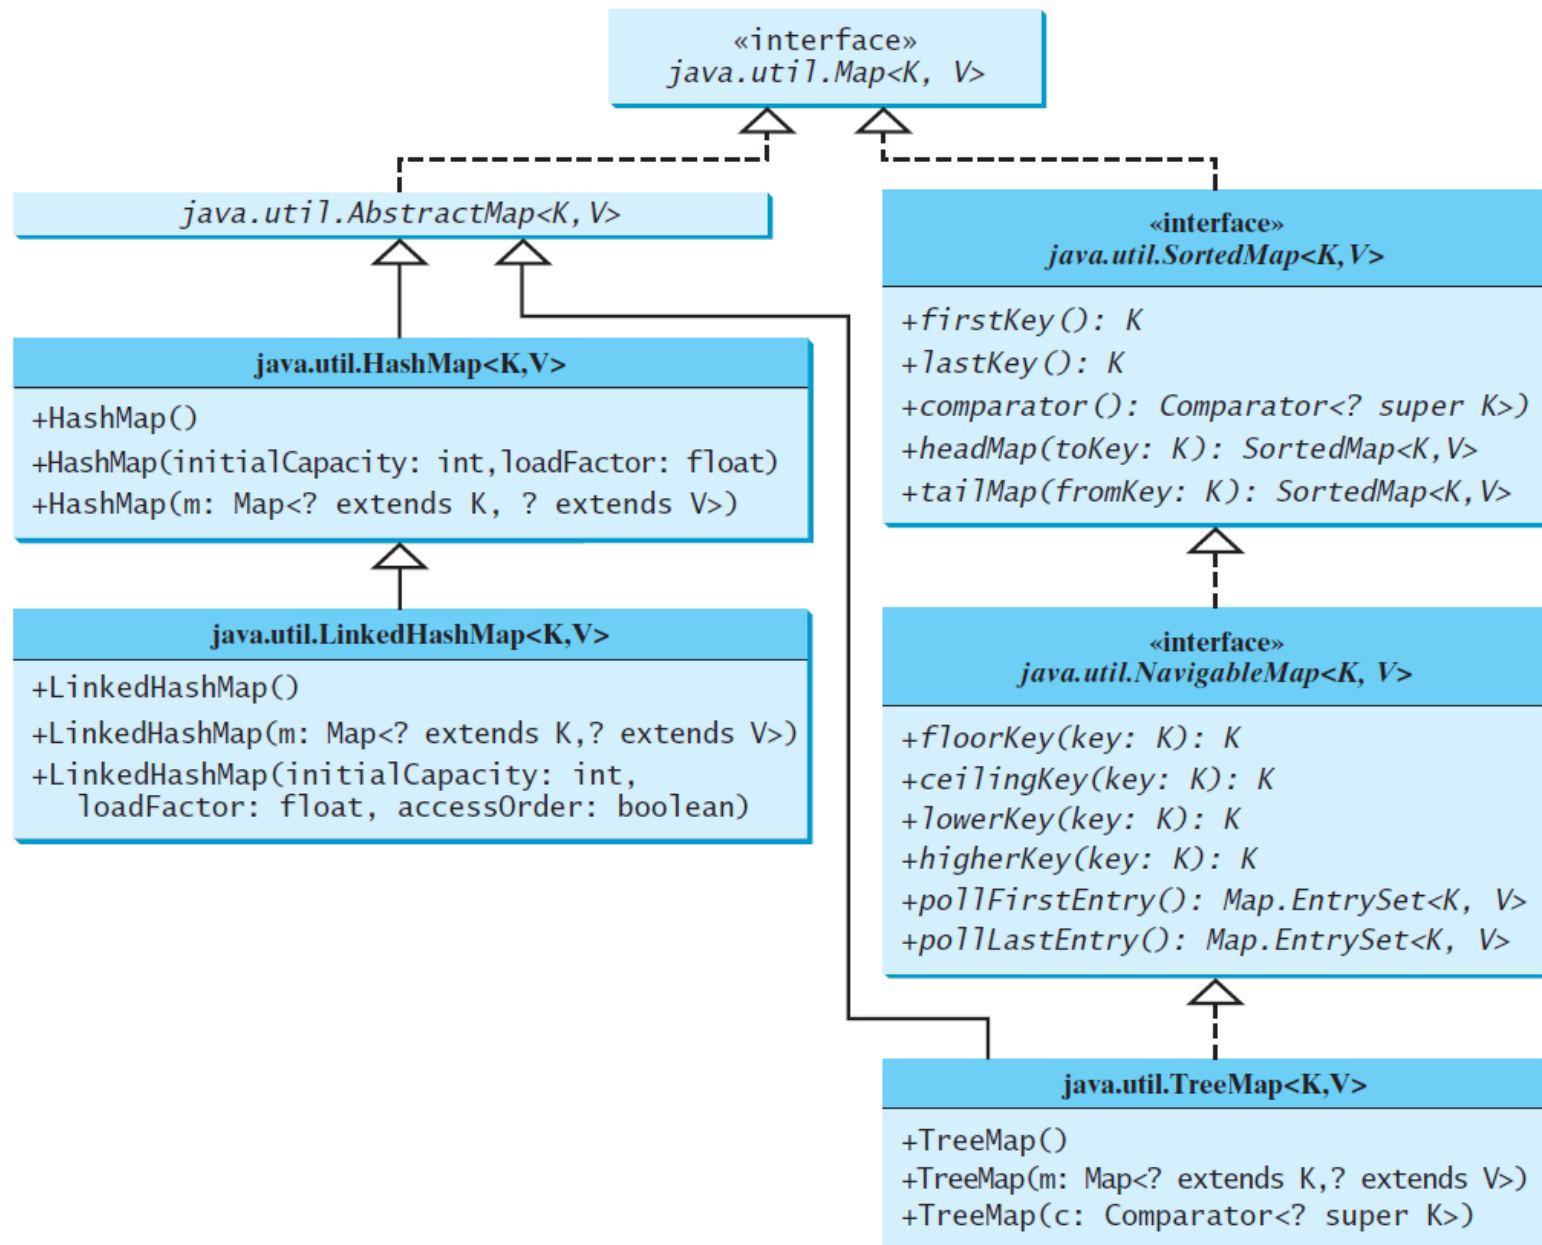 «interface»
java.util.Map<K, V>
java.util.AbstractMap<K,V>
«interface»
java.util.SortedMap<K,V>
+firstKey(): K
+lastKey(): K
+comparator(): Comparator<? super K>)
+headMap(toKey: K): SortedMap<K,V>
+tailMap(fromKey: K): SortedMap<K,V>
java.util.HashMap<K,V>
+HashMap()
+HashMap(initialCapacity: int,loadFactor: float)
+HashMap(m: Map<? extends K, ? extends V>)
java.util.LinkedHashMap<K,V>
+LinkedHashMap()
+LinkedHashMap(m: Map<? extends K,? extends V>)
+LinkedHashMap(initialCapacity: int,
loadFactor: float, accessOrder: boolean)
«interface»
java.util.NavigableMap<K, V>
+floorKey(key: K): K
+ceilingKey(key: K): K
+lowerKey(key: K): K
+higherKey(key: K): K
+pollFirstEntry(): Map.EntrySet<K, V>
+pollLastEntry(): Map.EntrySet<K, V>
java.util.TreeMap<K,V>
+TreeMap()
+TreeMap(m: Map<? extends K,? extends V>)
+TreeMap(c: Comparator<? super K>)